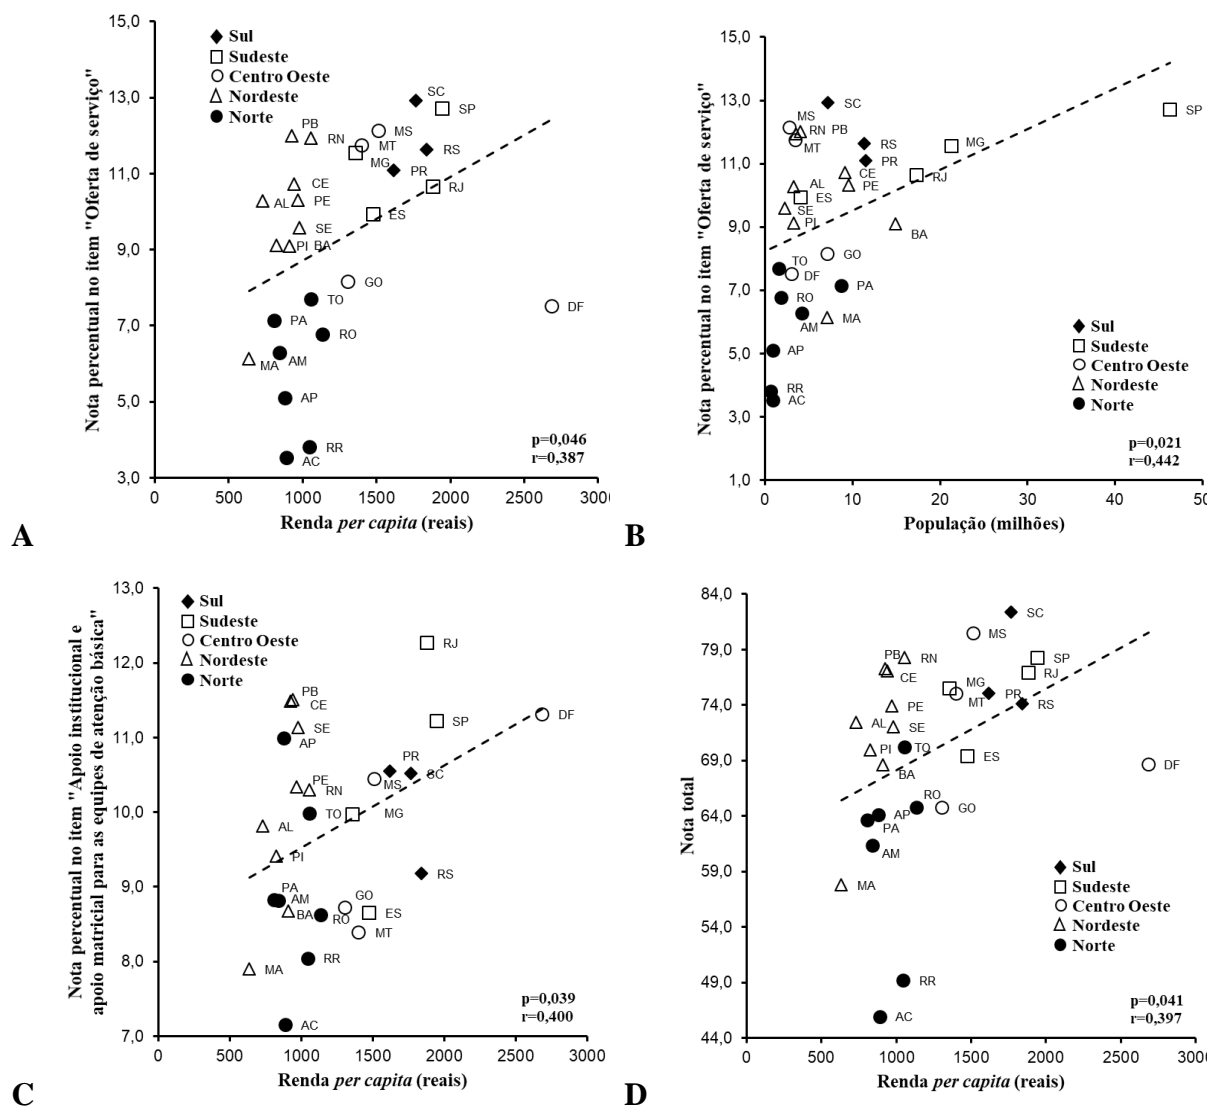 15,0
13,0
11,0
9,0
7,0
5,0
3,0
Nota percentual no item "Oferta de serviço"
Sul
Sudeste
Centro Oeste
Nordeste
Norte
SC
SP
PB
RN
MS
MT
RS
MG
PR
RJ
CE
AL
PE
ES
SE
PI
BA
GO
TO
DF
PA
RO
MA
AM
AP
RR
AC
p=0,046
r=0,387
0
500
1000
1500
2000
2500
3000
Renda per capita (reais)
A
15,0
13,0
11,0
9,0
7,0
5,0
3,0
1,0
Nota percentual no item "Oferta de serviço"
SC
SP
MS
RN
PB
MT
RS
MG
PR
CE
RJ
AL
PE
ES
SE
PI
BA
GO
TO
DF
PA
RO
AM
MA
AP
RR
AC
Sul
Sudeste
Centro Oeste
Nordeste
Norte
p=0,021
r=0,442
0
10
20
30
40
50
População (milhões)
B
13,0
12,0
11,0
10,0
9,0
8,0
7,0
Nota percentual no item "Apoio institucional e
apoio matricial para as equipes de atenção básica"
Sul
Sudeste
Centro Oeste
Nordeste
Norte
RJ
PB
CE
SP
DF
SE
AP
PR
SC
MS
PE
RN
TO
MG
AL
PI
RS
PA
AM
GO
BA
RO
ES
MT
RR
MA
AC
p=0,039
r=0,400
0
500
1000
1500
2000
2500
3000
Renda per capita (reais)
C
84,0
79,0
74,0
69,0
64,0
59,0
54,0
49,0
44,0
Nota total
SC
MS
PB
RN
SP
CE
RJ
MG
MT
PR
RS
PE
AL
SE
TO
PI
ES
BA
DF
RO
GO
AP
PA
AM
MA
RR
AC
Sul
Sudeste
Centro Oeste
Nordeste
Norte
p=0,041
r=0,397
0
500
1000
1500
2000
2500
3000
Renda per capita (reais)
D